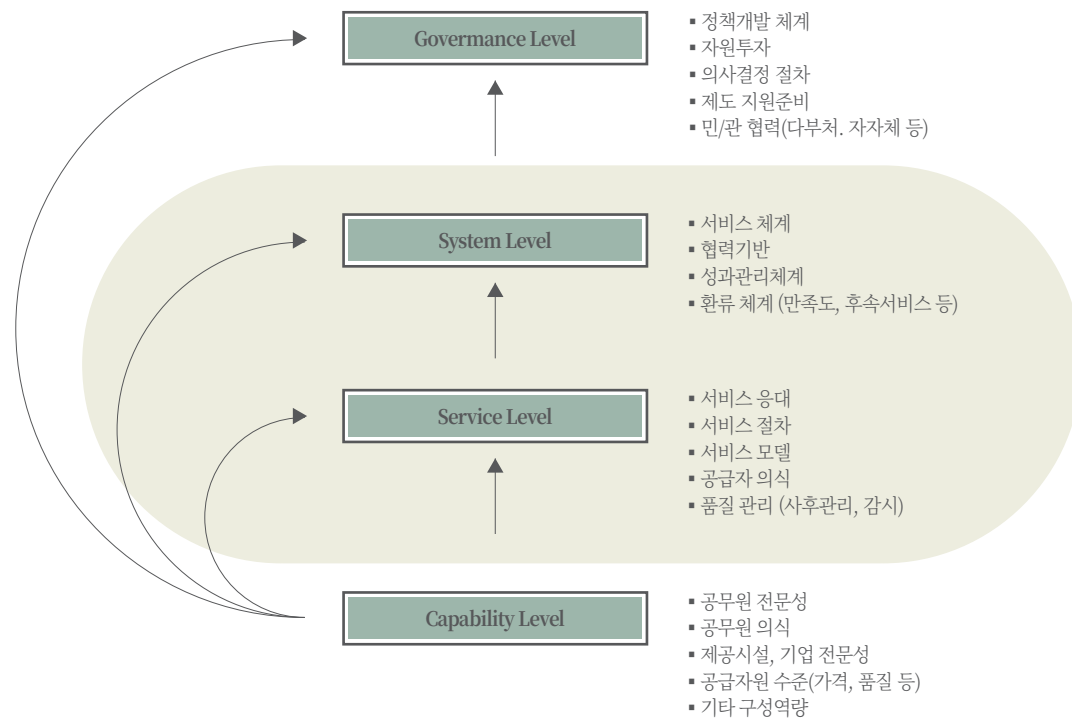 Govermance Level
▪ 정책개발 체계
▪ 자원투자
▪ 의사결정 절차
▪ 제도 지원준비
▪ 민/관 협력(다부처. 자자체 등)
System Level
▪ 서비스 체계
▪ 협력기반
▪ 성과관리체계
▪ 환류 체계 (만족도, 후속서비스 등)
Service Level
▪ 서비스 응대
▪ 서비스 절차
▪ 서비스 모델
▪ 공급자 의식
▪ 품질 관리 (사후관리, 감시)
Capability Level
▪ 공무원 전문성
▪ 공무원 의식
▪ 제공시설, 기업 전문성
▪ 공급자원 수준(가격, 품질 등)
▪ 기타 구성역량